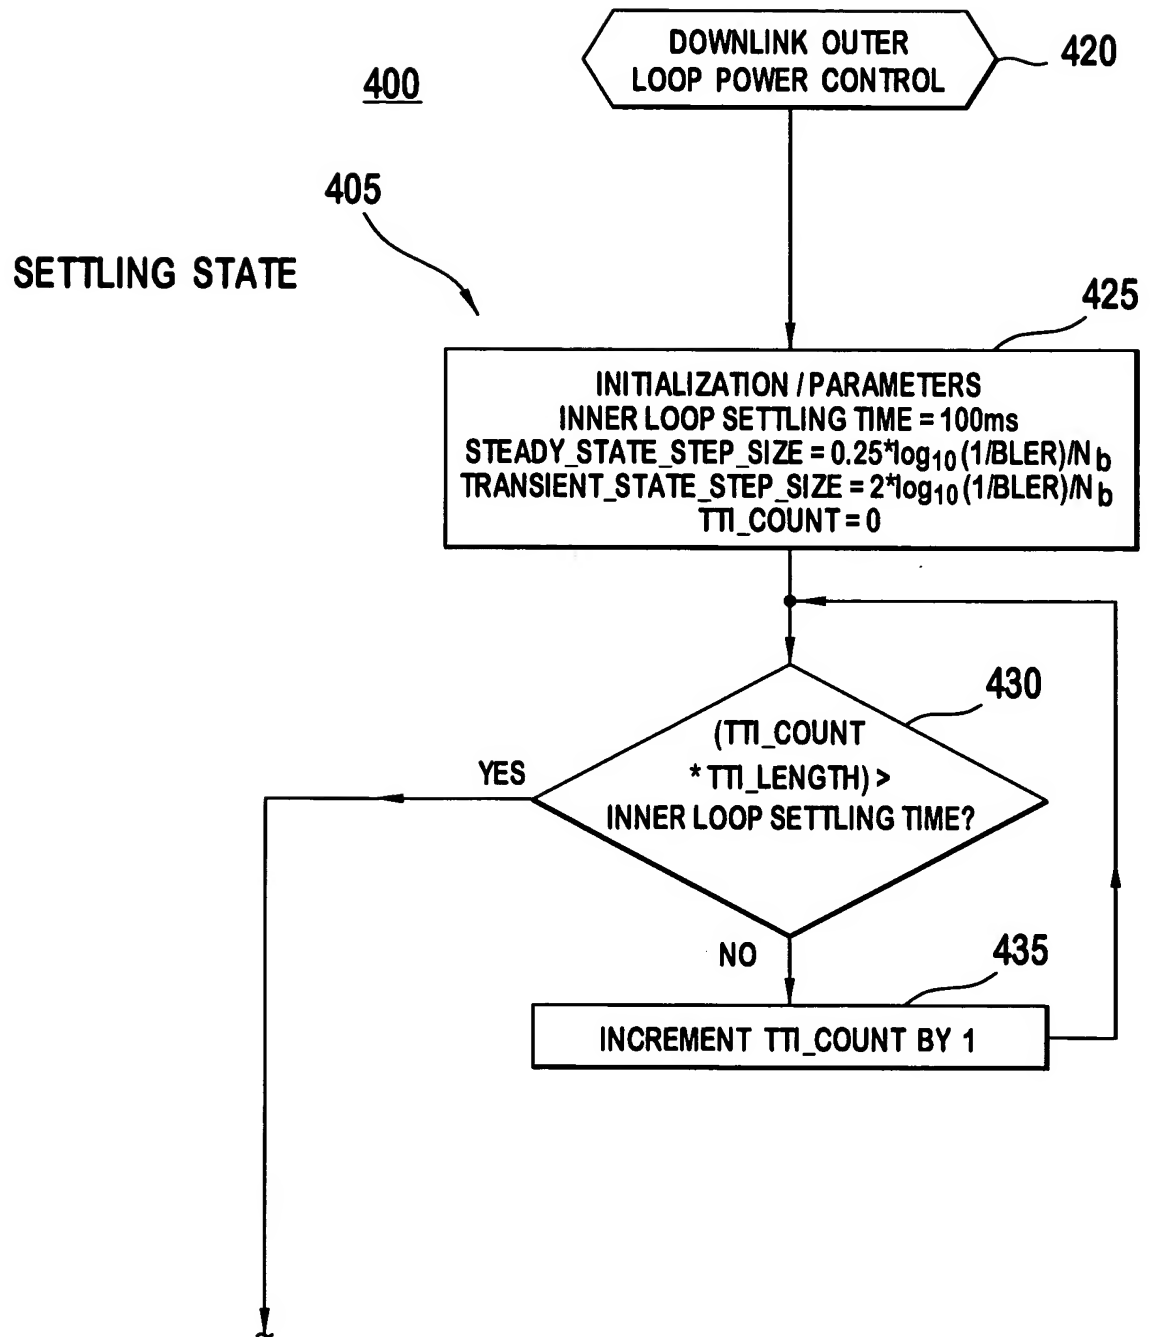 DOWNLINK OUTER
LOOP POWER CONTROL
420
400
405
SETTLING STATE
425
INITIALIZATION / PARAMETERS
INNER LOOP SETTLING TIME = 100ms
STEADY_STATE_STEP_SIZE = 0.25*log10 (1/BLER)/Nb
TRANSIENT_STATE_STEP_SIZE = 2*log10 (1/BLER)/Nb
TTI_COUNT = 0
430
(TTI_COUNT
* TTI_LENGTH) >
INNER LOOP SETTLING TIME?
YES
NO
435
INCREMENT TTI_COUNT BY 1